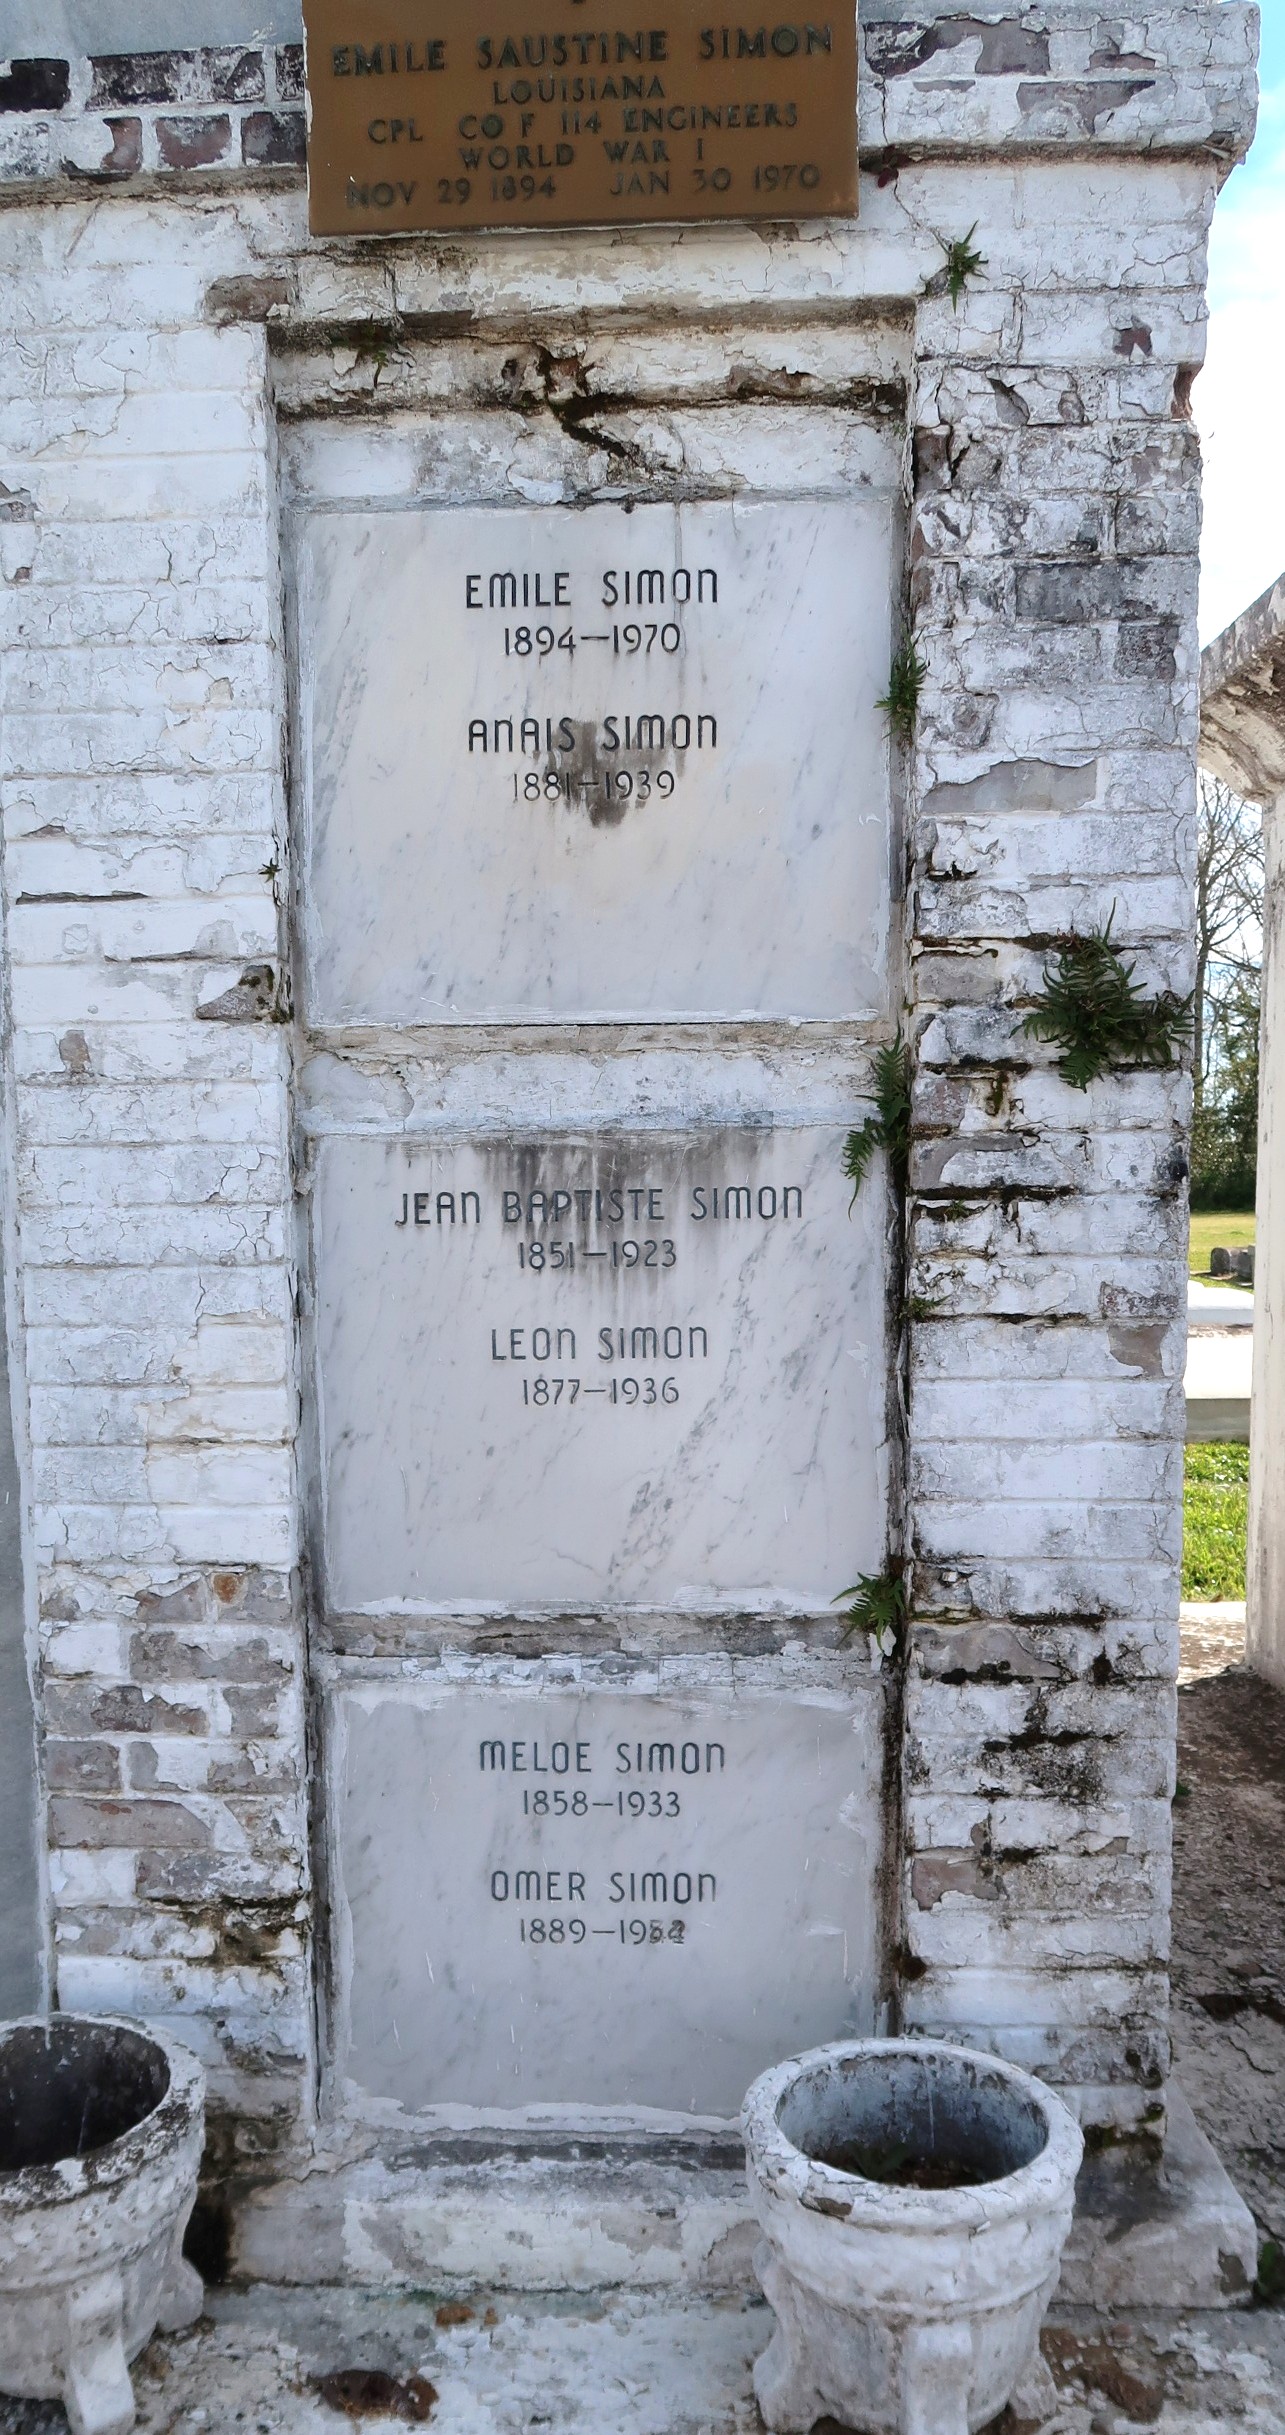 EMILE SAUSTINE SIMON
LOUISIANA
CPL CO F 114 ENGINEERS
WORLD WAR I
NOV 29 1894 JAN 30 1970
EMILE SIMON
1894–1970
ANAIS SIMON
1881–1939
JEAN BAPTISTE SIMON
1851–1923
LEON SIMON
1877–1936
MELOE SIMON
1858–1933
OMER SIMON